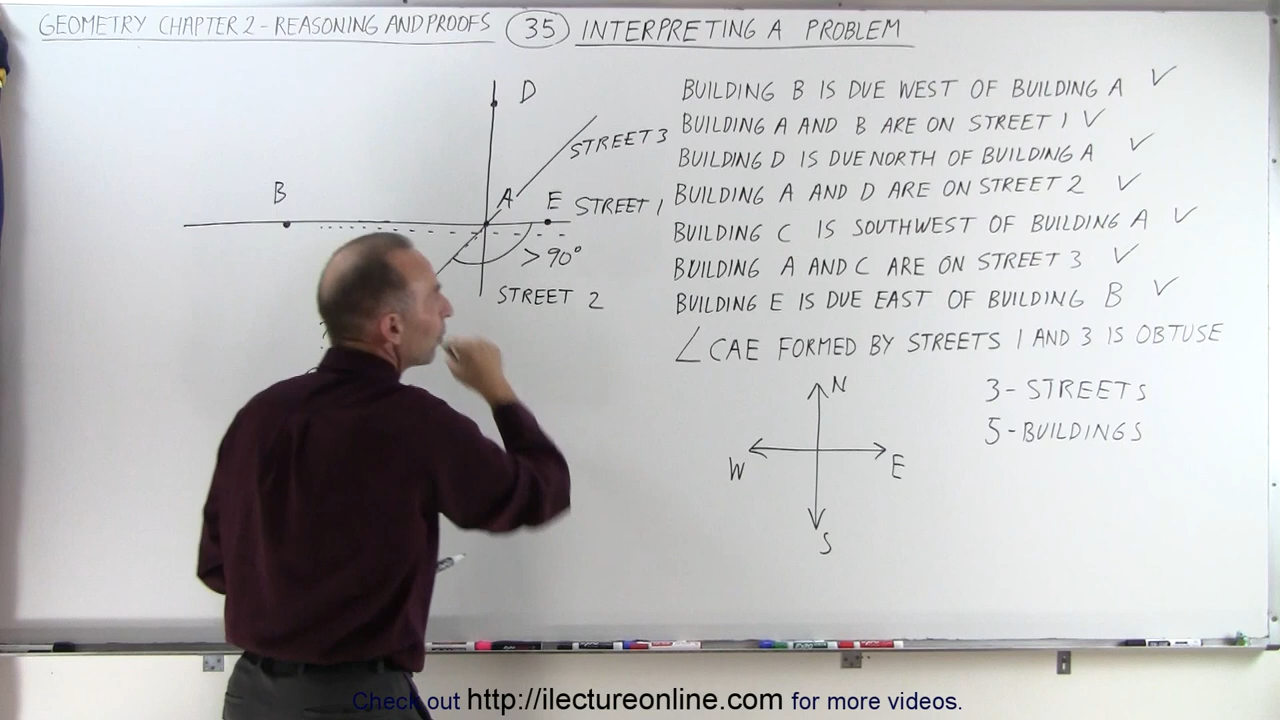 GEOMETRY CHAPTER 2 - REASONING AND PROOFS 35 INTERPRETING A PROBLEM
D
STREET 3
B
A
E
STREET 1
> 90°
STREET 2
BUILDING B IS DUE WEST OF BUILDING A ✓
BUILDING A AND B ARE ON STREET 1 ✓
BUILDING D IS DUE NORTH OF BUILDING A ✓
BUILDING A AND D ARE ON STREET 2 ✓
BUILDING C IS SOUTHWEST OF BUILDING A ✓
BUILDING A AND C ARE ON STREET 3 ✓
BUILDING E IS DUE EAST OF BUILDING B ✓
∠CAE FORMED BY STREETS 1 AND 3 IS OBTUSE
N
W
E
S
3 - STREETS
5 - BUILDINGS
Check out http://ilectureonline.com for more videos.